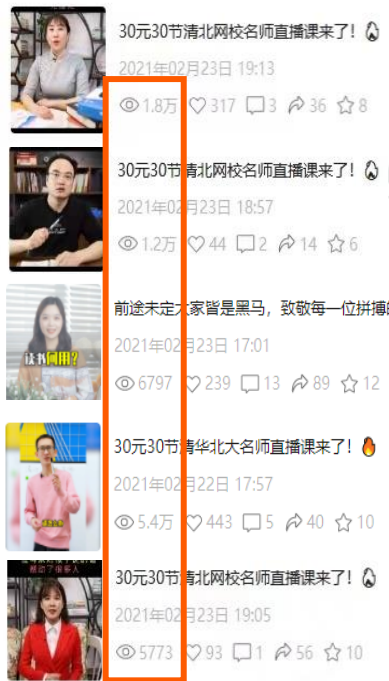 30元30节清北网校名师直播课来了！
2021年02月23日 19:13
1.8万 317 3 36 8
30元30节清北网校名师直播课来了！
2021年02月23日 18:57
1.2万 44 2 14 6
前途未定大家皆是黑马，致敬每一位拼搏
读书何用？
2021年02月23日 17:01
6797 239 13 89 12
30元30节清华北大名师直播课来了！
2021年02月22日 17:57
5.4万 443 5 40 10
感动了很多人
30元30节清北网校名师直播课来了！
2021年02月23日 19:05
5773 93 1 56 10